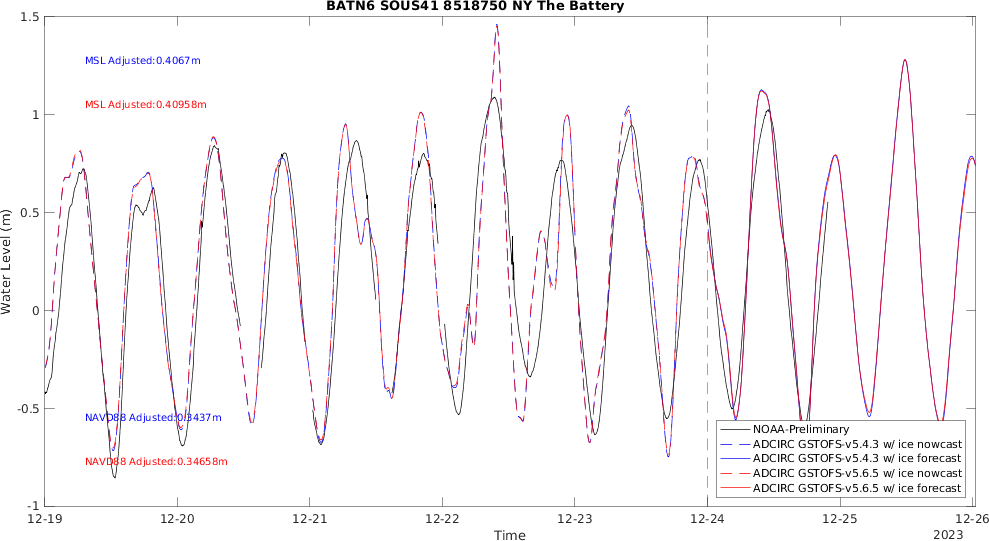 BATN6 SOUS41 8518750 NY The Battery
1.5
1
0.5
0
-0.5
-1
Water Level (m)
MSL Adjusted:0.4067m
MSL Adjusted:0.40958m
NAVD88 Adjusted:0.3437m
NAVD88 Adjusted:0.34658m
NOAA-Preliminary
ADCIRC GSTOFS-v5.4.3 w/ ice nowcast
ADCIRC GSTOFS-v5.4.3 w/ ice forecast
ADCIRC GSTOFS-v5.6.5 w/ ice nowcast
ADCIRC GSTOFS-v5.6.5 w/ ice forecast
12-19 12-20 12-21 12-22 12-23 12-24 12-25 12-26
Time
2023